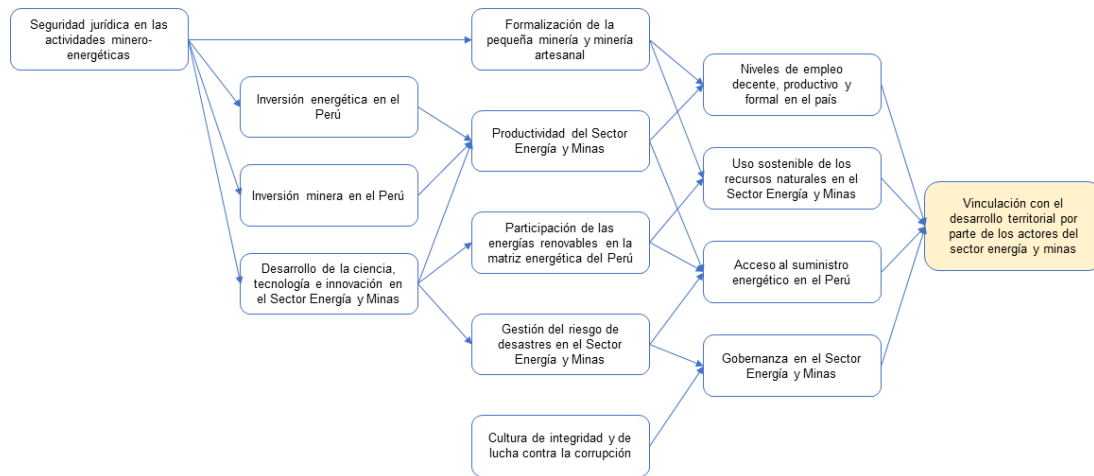 Seguridad jurídica en las
actividades minero-
energéticas
Inversión energética en el
Perú
Inversión minera en el Perú
Desarrollo de la ciencia,
tecnología e innovación en
el Sector Energía y Minas
Formalización de la
pequeña minería y minería
artesanal
Productividad del Sector
Energía y Minas
Participación de las
energías renovables en la
matriz energética del Perú
Gestión del riesgo de
desastres en el Sector
Energía y Minas
Cultura de integridad y de
lucha contra la corrupción
Niveles de empleo
decente, productivo y
formal en el país
Uso sostenible de los
recursos naturales en el
Sector Energía y Minas
Acceso al suministro
energético en el Perú
Gobernanza en el Sector
Energía y Minas
Vinculación con el
desarrollo territorial por
parte de los actores del
sector energía y minas